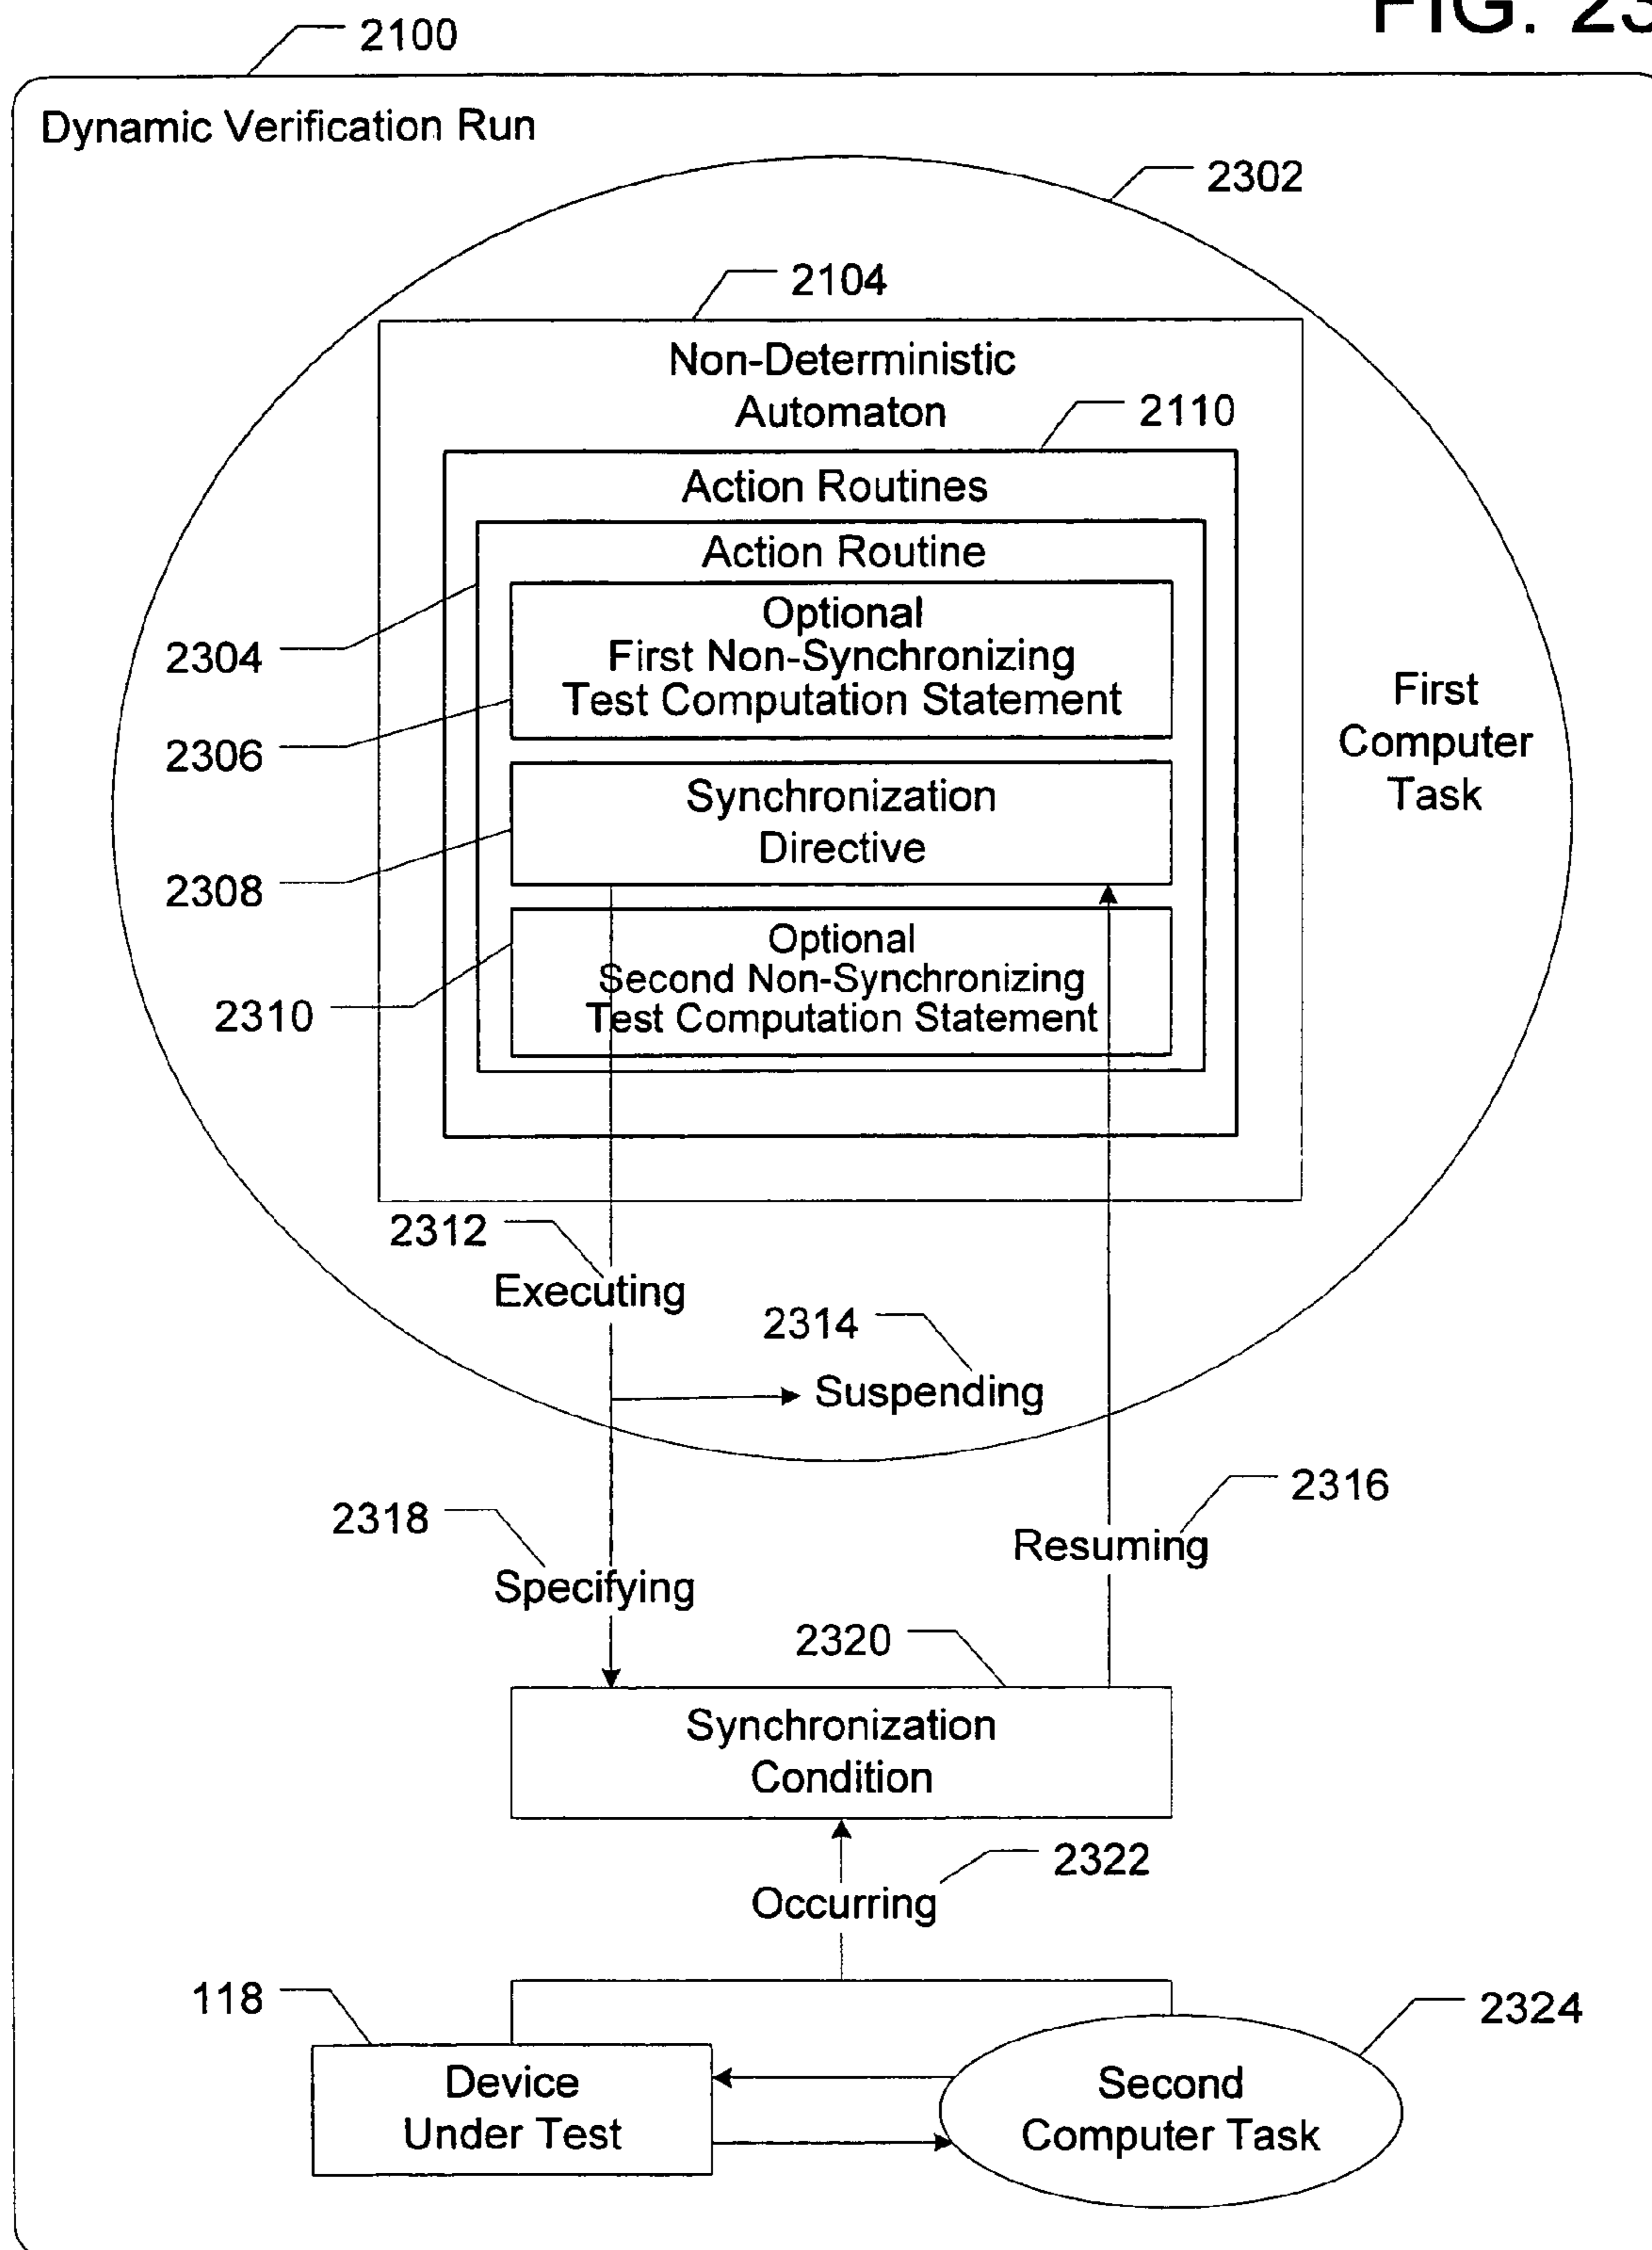 FIG. 23
2100
Dynamic Verification Run
2302
2104
Non-Deterministic
Automaton
2110
Action Routines
Action Routine
Optional
First Non-Synchronizing
Test Computation Statement
2304
2306
First
Computer
Task
Synchronization
Directive
2308
Optional
Second Non-Synchronizing
Test Computation Statement
2310
2312
Executing
2314
Suspending
2316
2318
Resuming
Specifying
2320
Synchronization
Condition
2322
Occurring
118
2324
Device
Under Test
Second
Computer Task